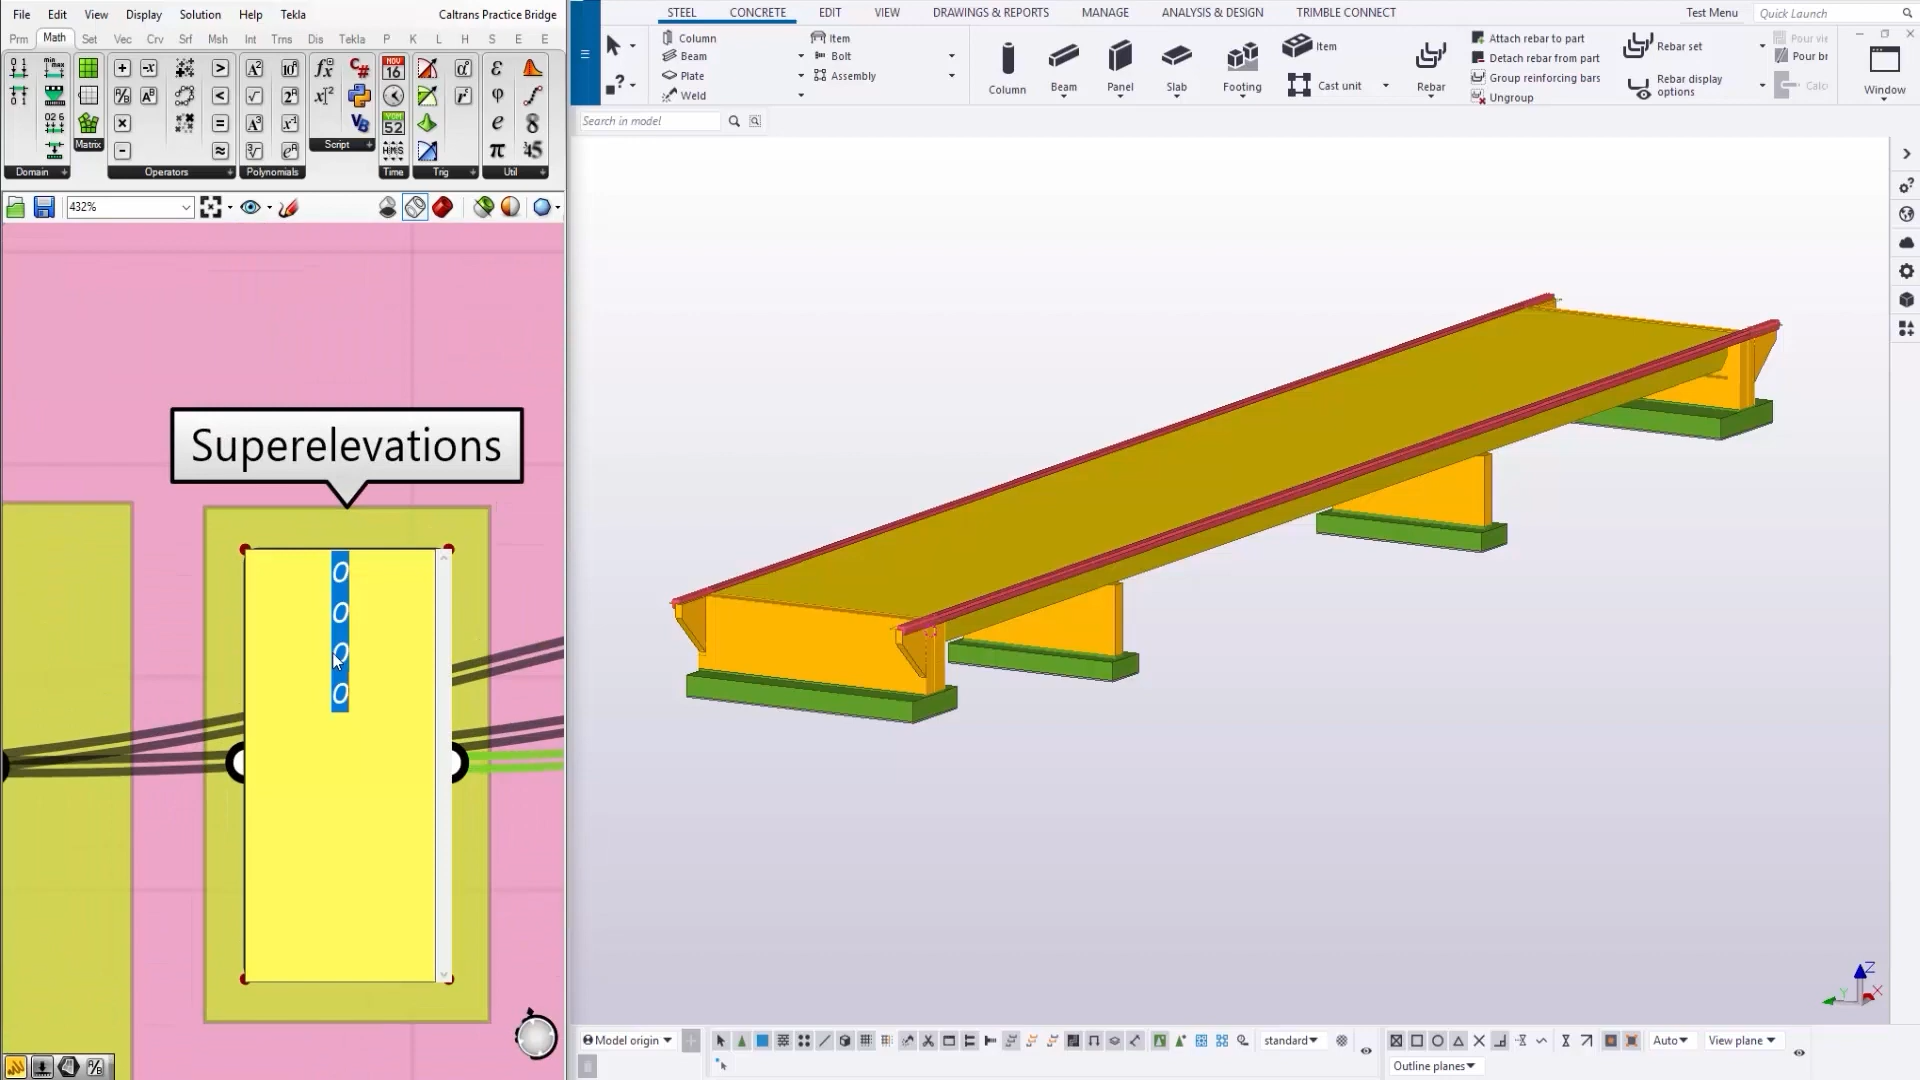 File Edit View Display Solution Help Tekla Caltrans Practice Bridge
Prm Math Set Vec Crv Srf Msh Int Trns Dis Tekla P K L H S E E
Matrix
Script
Domain Operators Polynomials Time Trig Util
432%
Superelevations
0
0
0
0
STEEL CONCRETE EDIT VIEW DRAWINGS & REPORTS MANAGE ANALYSIS & DESIGN TRIMBLE CONNECT Test Menu Quick Launch
Column
Beam
Plate
Weld
Item
Bolt
Assembly
Column Beam Panel Slab Footing
Item
Cast unit
Rebar
Attach rebar to part
Detach rebar from part
Group reinforcing bars
Ungroup
Rebar set
Rebar display
options
Pour br
Window
Search in model
Z
Y
X
Model origin standard Auto View plane
Outline planes